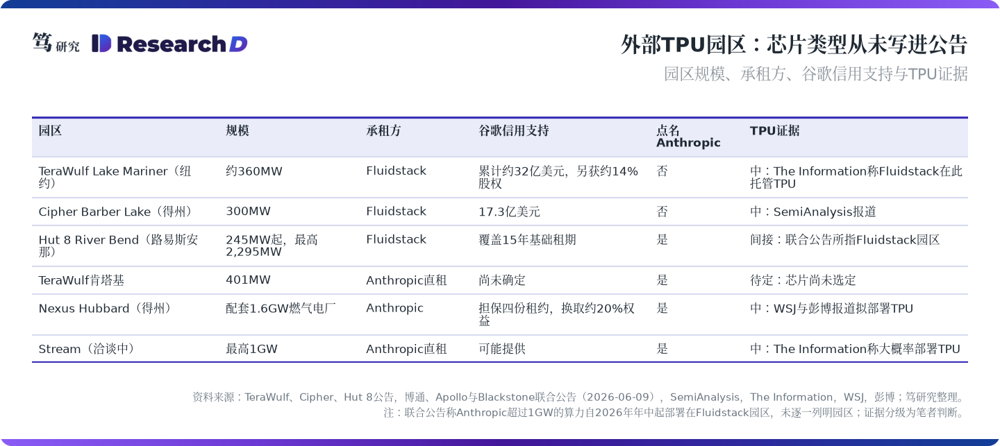 笃 研究 ResearchD
外部TPU园区：芯片类型从未写进公告
园区规模、承租方、谷歌信用支持与TPU证据
园区 规模 承租方 谷歌信用支持 点名 TPU证据
Anthropic
TeraWulf Lake Mariner（纽 约360MW Fluidstack 累计约32亿美元，另获约14% 否 中：The Information称Fluidstack在此
约） 股权 托管TPU
Cipher Barber Lake（得州） 300MW Fluidstack 17.3亿美元 否 中：SemiAnalysis报道
Hut 8 River Bend（路易斯安 245MW起，最高 Fluidstack 覆盖15年基础租期 是 间接：联合公告所指Fluidstack园区
那） 2,295MW
TeraWulf肯塔基 401MW Anthropic直租 尚未确定 是 待定：芯片尚未选定
Nexus Hubbard（得州） 配套1.6GW燃气电厂 Anthropic 担保四份租约，换取约20%权 是 中：WSJ与彭博报道拟部署TPU
益
Stream（洽谈中） 最高1GW Anthropic直租 可能提供 是 中：The Information称大概率部署TPU
资料来源：TeraWulf、Cipher、Hut 8公告，博通、Apollo与Blackstone联合公告（2026-06-09），SemiAnalysis，The Information，WSJ，彭博；笃研究整理。
注：联合公告称Anthropic超过1GW的算力自2026年年中起部署在Fluidstack园区，未逐一列明园区；证据分级为笔者判断。